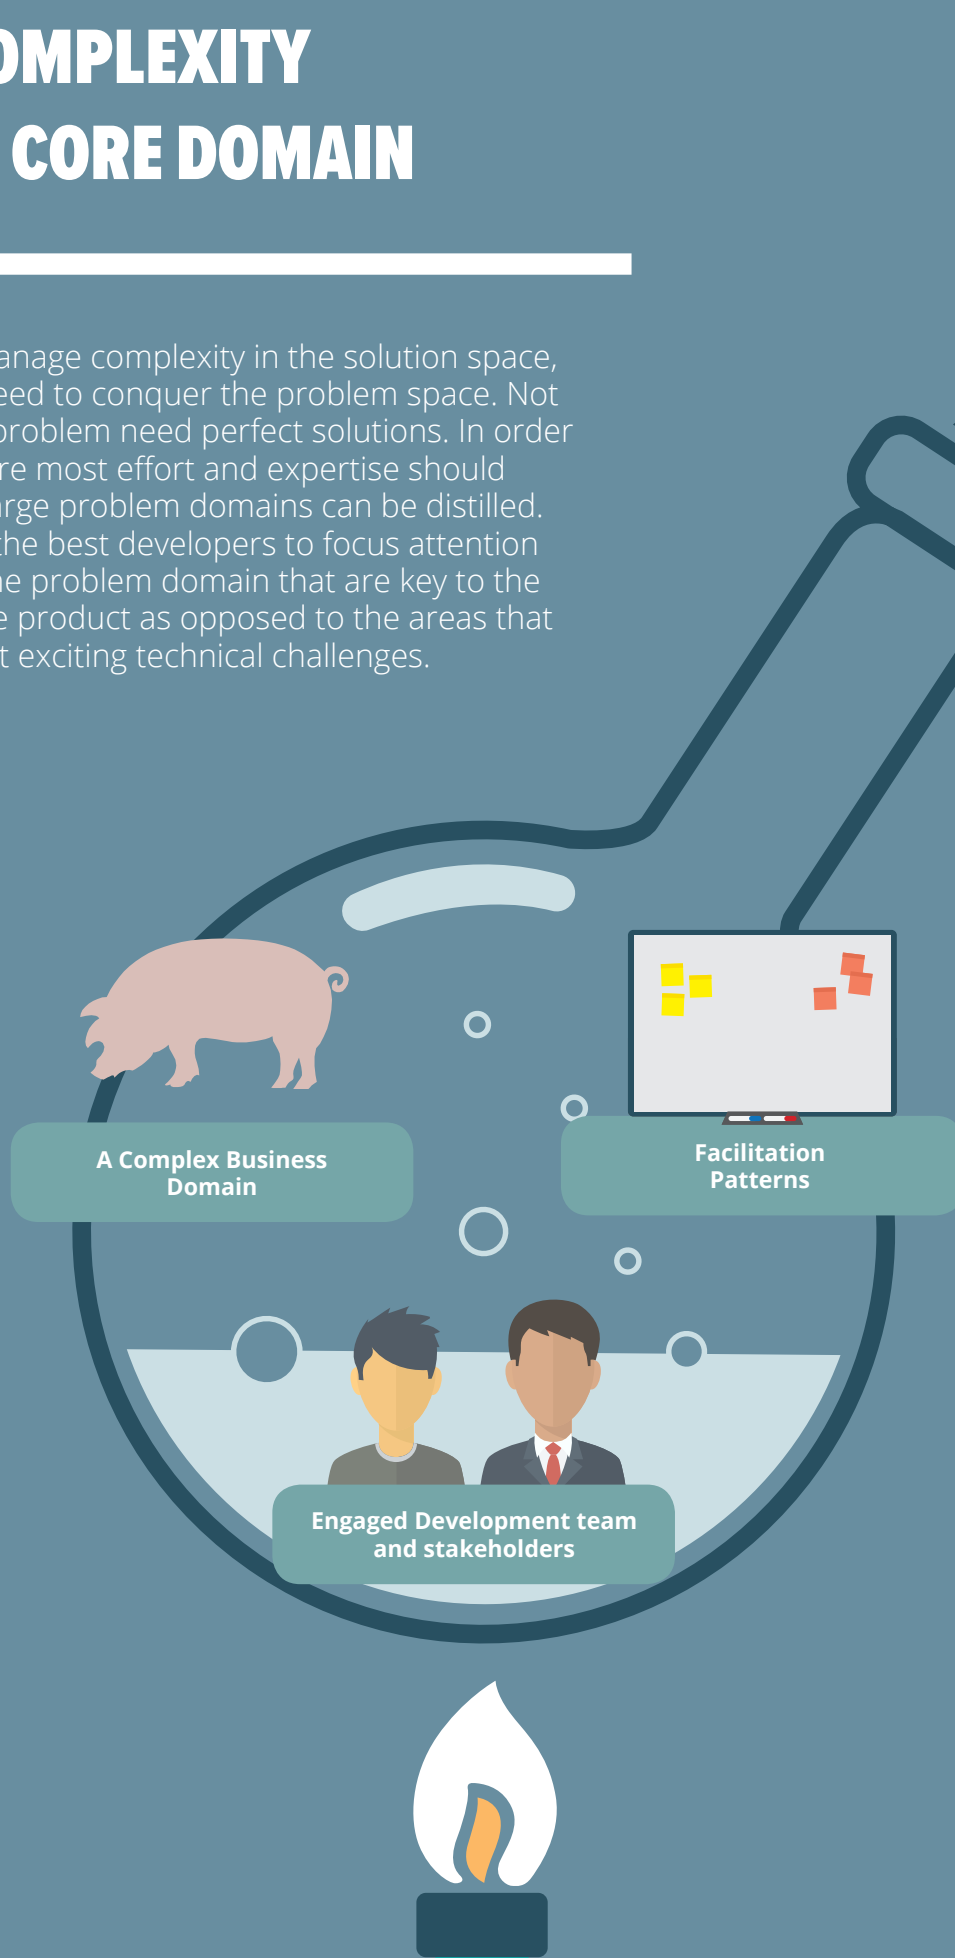 OMPLEXITY
CORE DOMAIN
anage complexity in the solution space,
eed to conquer the problem space. Not
problem need perfect solutions. In order
re most effort and expertise should
arge problem domains can be distilled.
the best developers to focus attention
he problem domain that are key to the
e product as opposed to the areas that
t exciting technical challenges.
A Complex Business
Domain
Facilitation
Patterns
Engaged Development team
and stakeholders